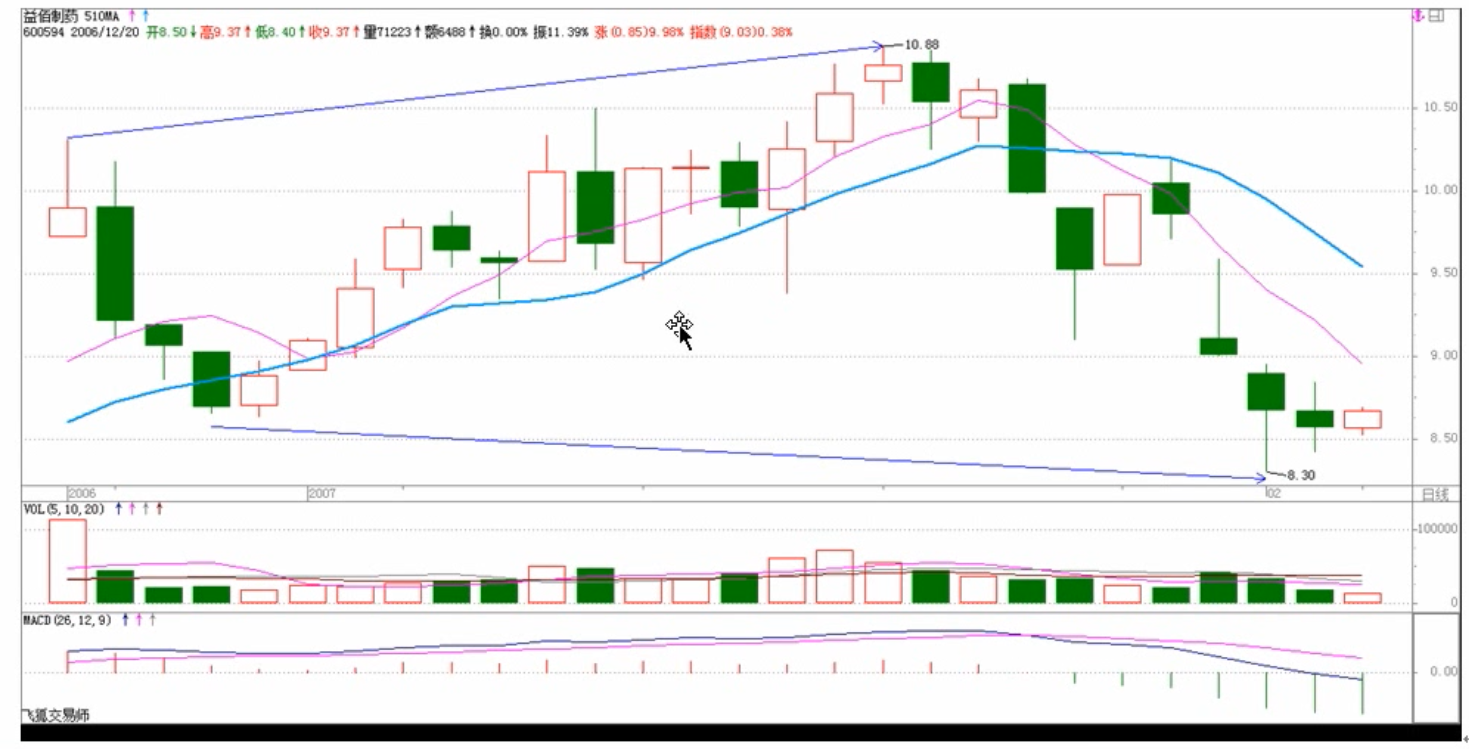 益佰制药 510MA ↑ ↑
600594 2006/12/20 开8.50↓高9.37↑低8.40↑收9.37↑量71223↑额6488↑换0.00% 振11.39% 涨(0.85)9.98% 指数(9.03)0.38%
10.88
10.50
10.00
9.50
9.00
8.50
8.30
2006 2007 02 日线
VOL(5,10,20) ↑ ↑ ↑ ↑
100000
0
MACD(26,12,9) ↑ ↑ ↑
0.00
飞狐交易师